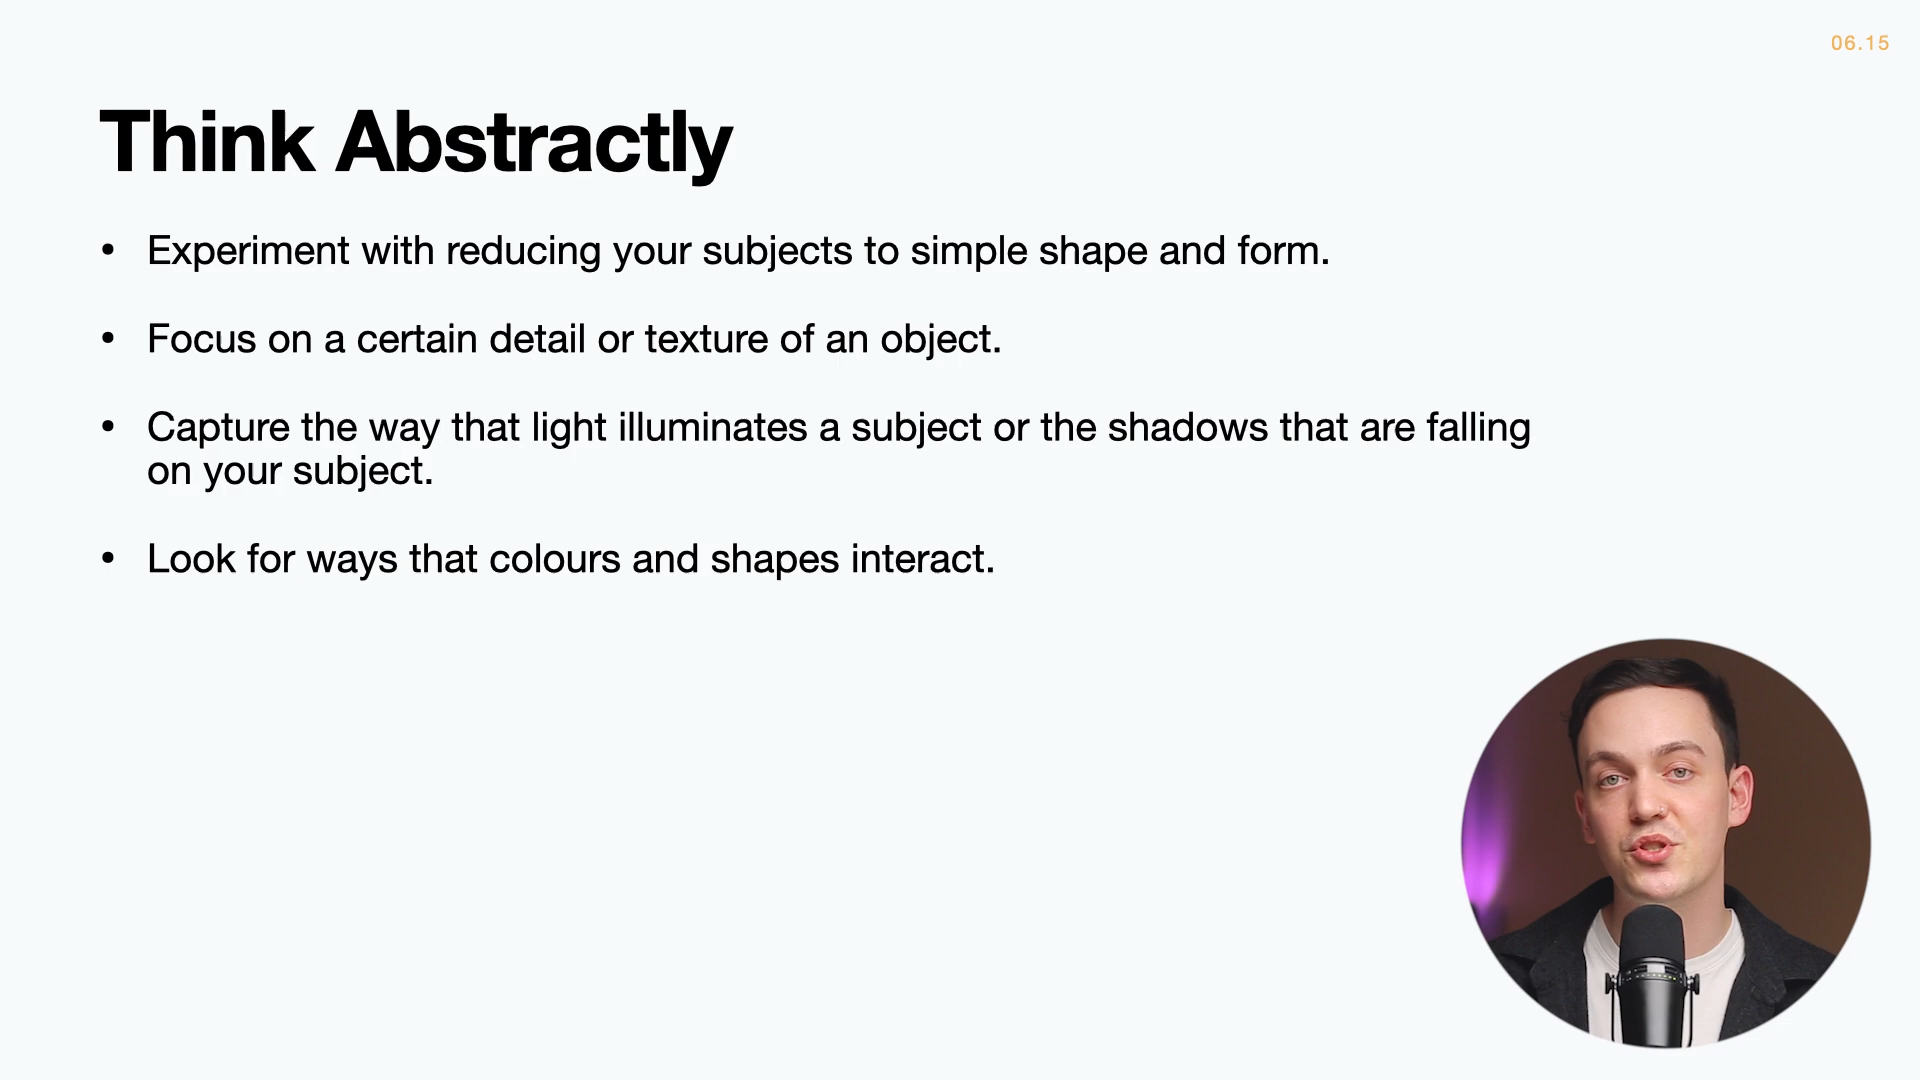 06.15
Think Abstractly
• Experiment with reducing your subjects to simple shape and form.
• Focus on a certain detail or texture of an object.
• Capture the way that light illuminates a subject or the shadows that are falling
on your subject.
• Look for ways that colours and shapes interact.